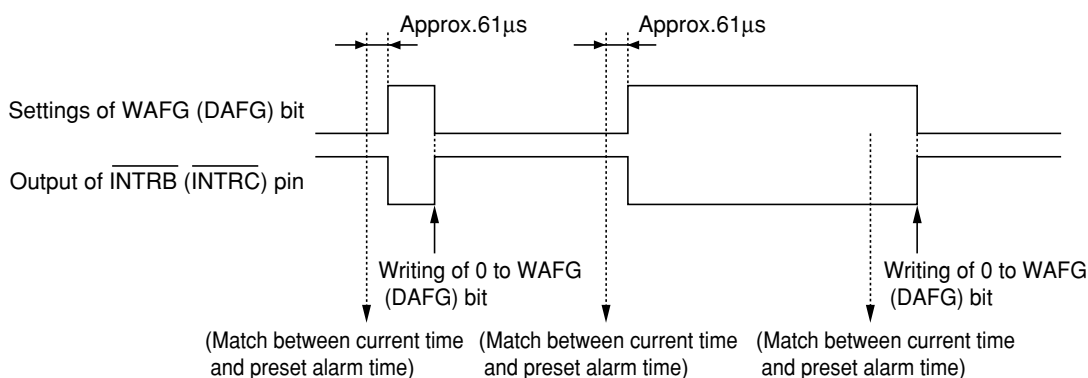 Approx.61μs
Approx.61μs
Settings of WAFG (DAFG) bit
Output of INTRB (INTRC) pin
Writing of 0 to WAFG
(DAFG) bit
Writing of 0 to WAFG
(DAFG) bit
(Match between current time
and preset alarm time)
(Match between current time
and preset alarm time)
(Match between current time
and preset alarm time)